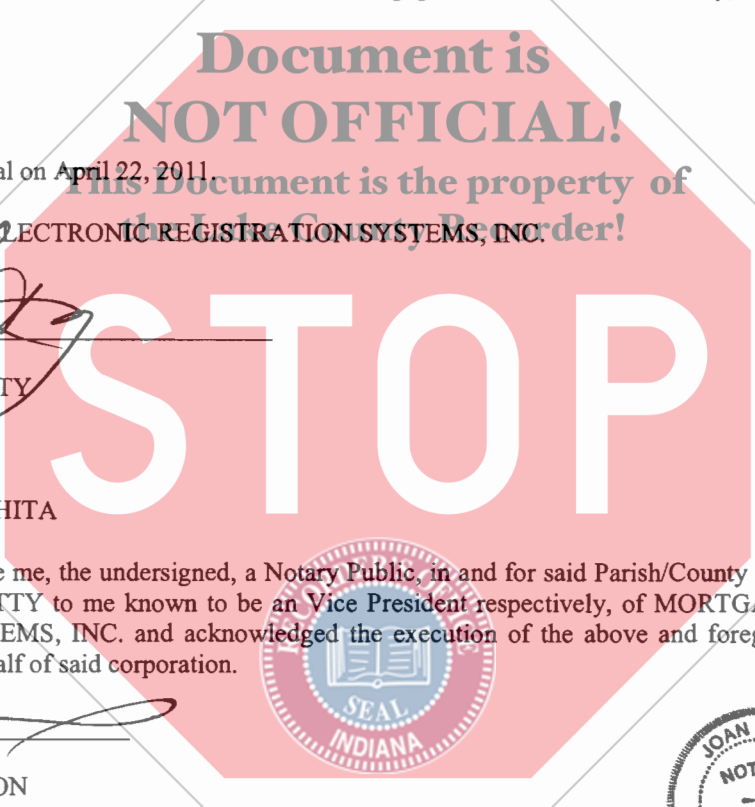 Document is
NOT OFFICIAL!
al on April 22, 2011.
This Document is the property of
the Lake County Recorder!
LECTRONIC REGISTRATION SYSTEMS, INC.
STOP
TY
HITA
e me, the undersigned, a Notary Public, in and for said Parish/County
TTY to me known to be an Vice President respectively, of MORTGA
EMS, INC. and acknowledged the execution of the above and foreg
alf of said corporation.
RECORDER'S OFFICE
SEAL
INDIANA
JOAN
NOT
ON